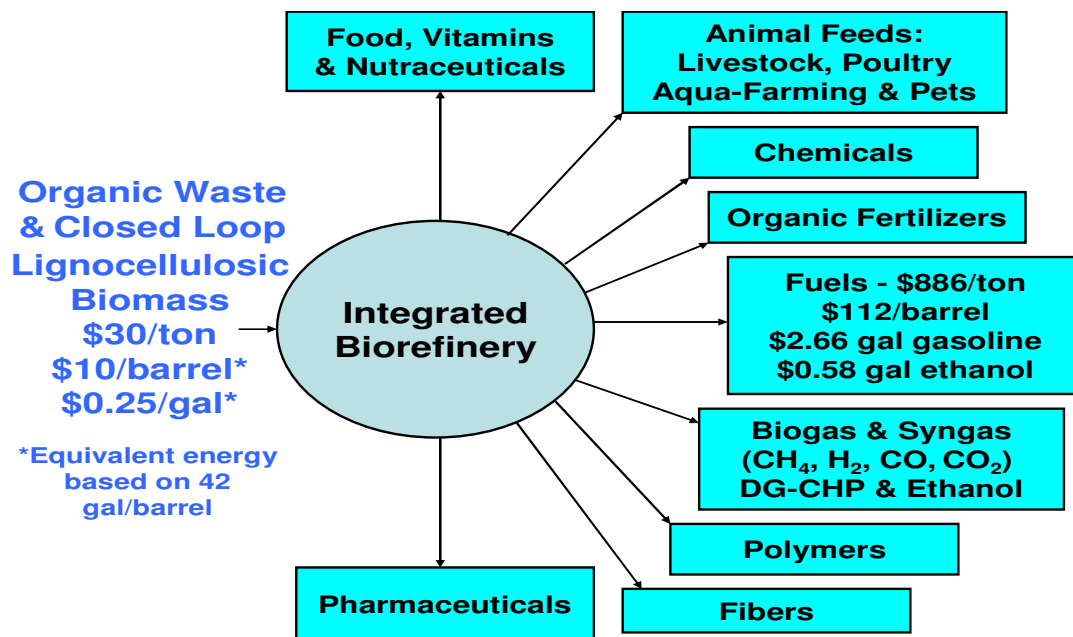 Food, Vitamins
& Nutraceuticals
Animal Feeds:
Livestock, Poultry
Aqua-Farming & Pets
Chemicals
Organic Fertilizers
Organic Waste
& Closed Loop
Lignocellulosic
Biomass
$30/ton
$10/barrel*
$0.25/gal*
*Equivalent energy
based on 42
gal/barrel
Integrated
Biorefinery
Fuels - $886/ton
$112/barrel
$2.66 gal gasoline
$0.58 gal ethanol
Biogas & Syngas
(CH₄, H₂, CO, CO₂)
DG-CHP & Ethanol
Polymers
Fibers
Pharmaceuticals